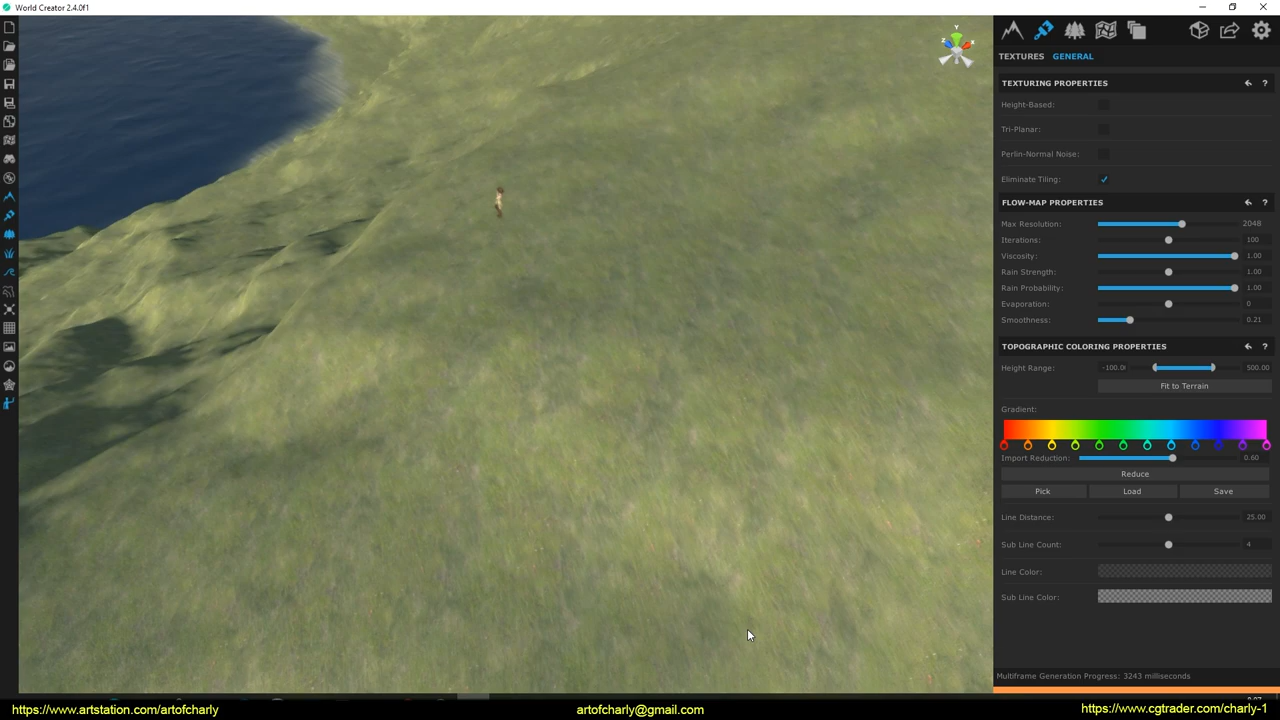 World Creator 2.4.0f1
Y
Z
X
TEXTURES GENERAL
TEXTURING PROPERTIES ?
Height-Based:
Tri-Planar:
Perlin-Normal Noise:
Eliminate Tiling:
FLOW-MAP PROPERTIES ?
Max Resolution: 2048
Iterations: 100
Viscosity: 1.00
Rain Strength: 1.00
Rain Probability: 1.00
Evaporation: 0
Smoothness: 0.21
TOPOGRAPHIC COLORING PROPERTIES ?
Height Range: -100.0 500.00
Fit to Terrain
Gradient:
Import Reduction: 0.60
Reduce
Pick Load Save
Line Distance: 25.00
Sub Line Count: 4
Line Color:
Sub Line Color:
Multiframe Generation Progress: 3243 milliseconds
https://www.artstation.com/artofcharly artofcharly@gmail.com https://www.cgtrader.com/charly-1